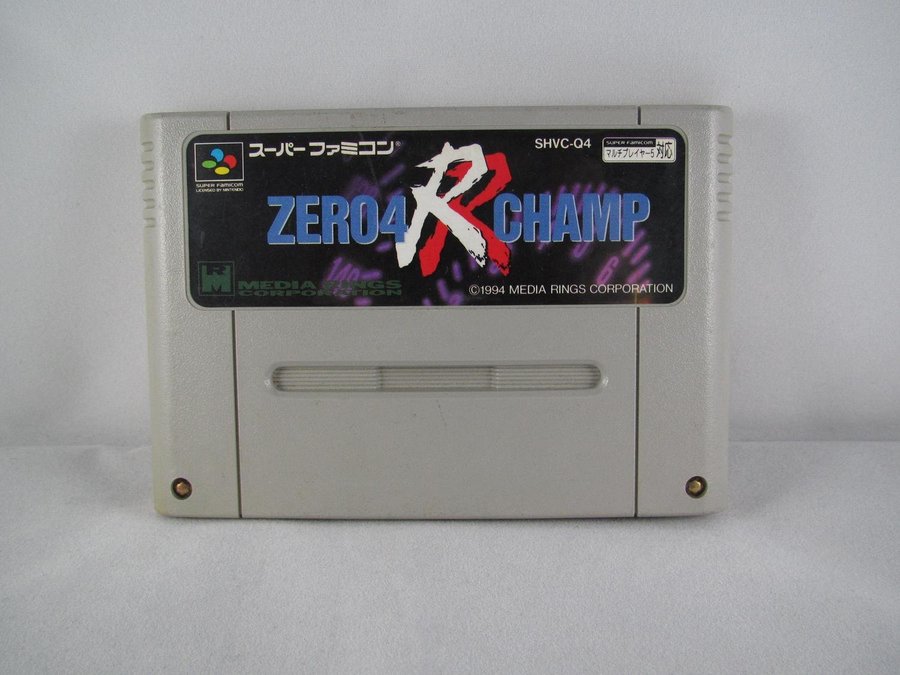 スーパーファミコン®
SHVC-Q4
SUPER FAMICOM
マルチプレイヤー5 対応
SUPER FAMICOM
LICENSED BY NINTENDO
ZERO4 RR CHAMP
RM
MEDIA RINGS
CORPORATION
©1994 MEDIA RINGS CORPORATION